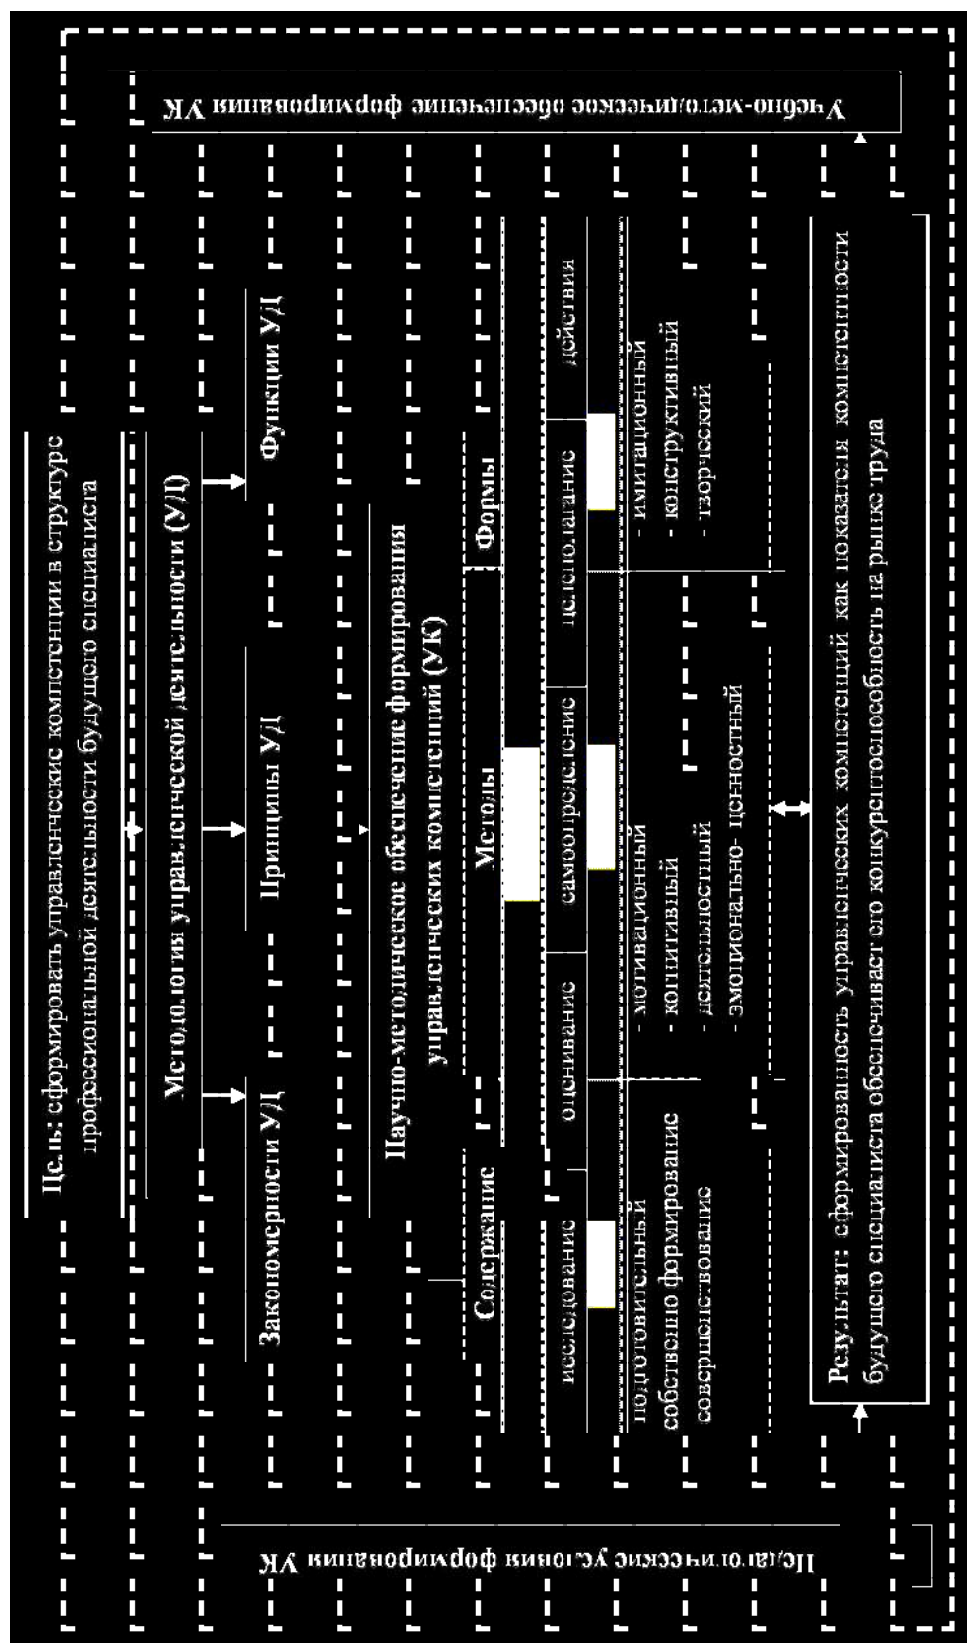 Цель: сформировать управленческие компетенции в структуре
профессиональной деятельности будущего специалиста
Методология управленческой деятельности (УД)
Закономерности УД
Принципы УД
Функции УД
Научно-методическое обеспечение формирования
управленческих компетенций (УК)
Содержание
Методы
Формы
исследование
оценивание
самоопределение
целеполагание
действия
подготовительный
собственно формирование
совершенствование
- мотивационный
- когнитивный
- деятельностный
- эмоционально- ценностный
- имитационный
- конструктивный
- творческий
Результат: сформированность управленческих компетенций как показателя компетентности
будущего специалиста обеспечивает его конкурентоспособность на рынке труда
Педагогические условия формирования УК
Учебно-методическое обеспечение формирования УК